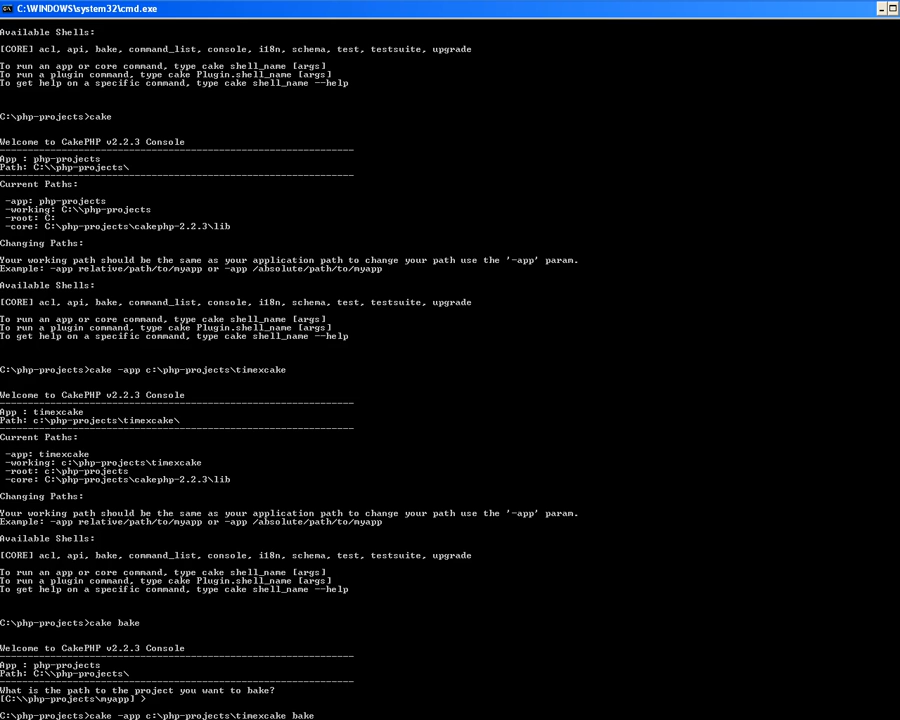 C:\WINDOWS\system32\cmd.exe
Available Shells:
[CORE] acl, api, bake, command_list, console, i18n, schema, test, testsuite, upgrade
To run an app or core command, type cake shell_name [args]
To run a plugin command, type cake Plugin.shell_name [args]
To get help on a specific command, type cake shell_name --help
C:\php-projects>cake
Welcome to CakePHP v2.2.3 Console
---------------------------------------------------------------
App : php-projects
Path: C:\\php-projects\
---------------------------------------------------------------
Current Paths:
-app: php-projects
-working: C:\\php-projects
-root: C:
-core: C:\php-projects\cakephp-2.2.3\lib
Changing Paths:
Your working path should be the same as your application path to change your path use the '-app' param.
Example: -app relative/path/to/myapp or -app /absolute/path/to/myapp
Available Shells:
[CORE] acl, api, bake, command_list, console, i18n, schema, test, testsuite, upgrade
To run an app or core command, type cake shell_name [args]
To run a plugin command, type cake Plugin.shell_name [args]
To get help on a specific command, type cake shell_name --help
C:\php-projects>cake -app c:\php-projects\timexcake
Welcome to CakePHP v2.2.3 Console
---------------------------------------------------------------
App : timexcake
Path: c:\php-projects\timexcake\
---------------------------------------------------------------
Current Paths:
-app: timexcake
-working: c:\php-projects\timexcake
-root: c:\php-projects
-core: C:\php-projects\cakephp-2.2.3\lib
Changing Paths:
Your working path should be the same as your application path to change your path use the '-app' param.
Example: -app relative/path/to/myapp or -app /absolute/path/to/myapp
Available Shells:
[CORE] acl, api, bake, command_list, console, i18n, schema, test, testsuite, upgrade
To run an app or core command, type cake shell_name [args]
To run a plugin command, type cake Plugin.shell_name [args]
To get help on a specific command, type cake shell_name --help
C:\php-projects>cake bake
Welcome to CakePHP v2.2.3 Console
---------------------------------------------------------------
App : php-projects
Path: C:\\php-projects\
---------------------------------------------------------------
What is the path to the project you want to bake?
[C:\\php-projects\myapp] >
C:\php-projects>cake -app c:\php-projects\timexcake bake